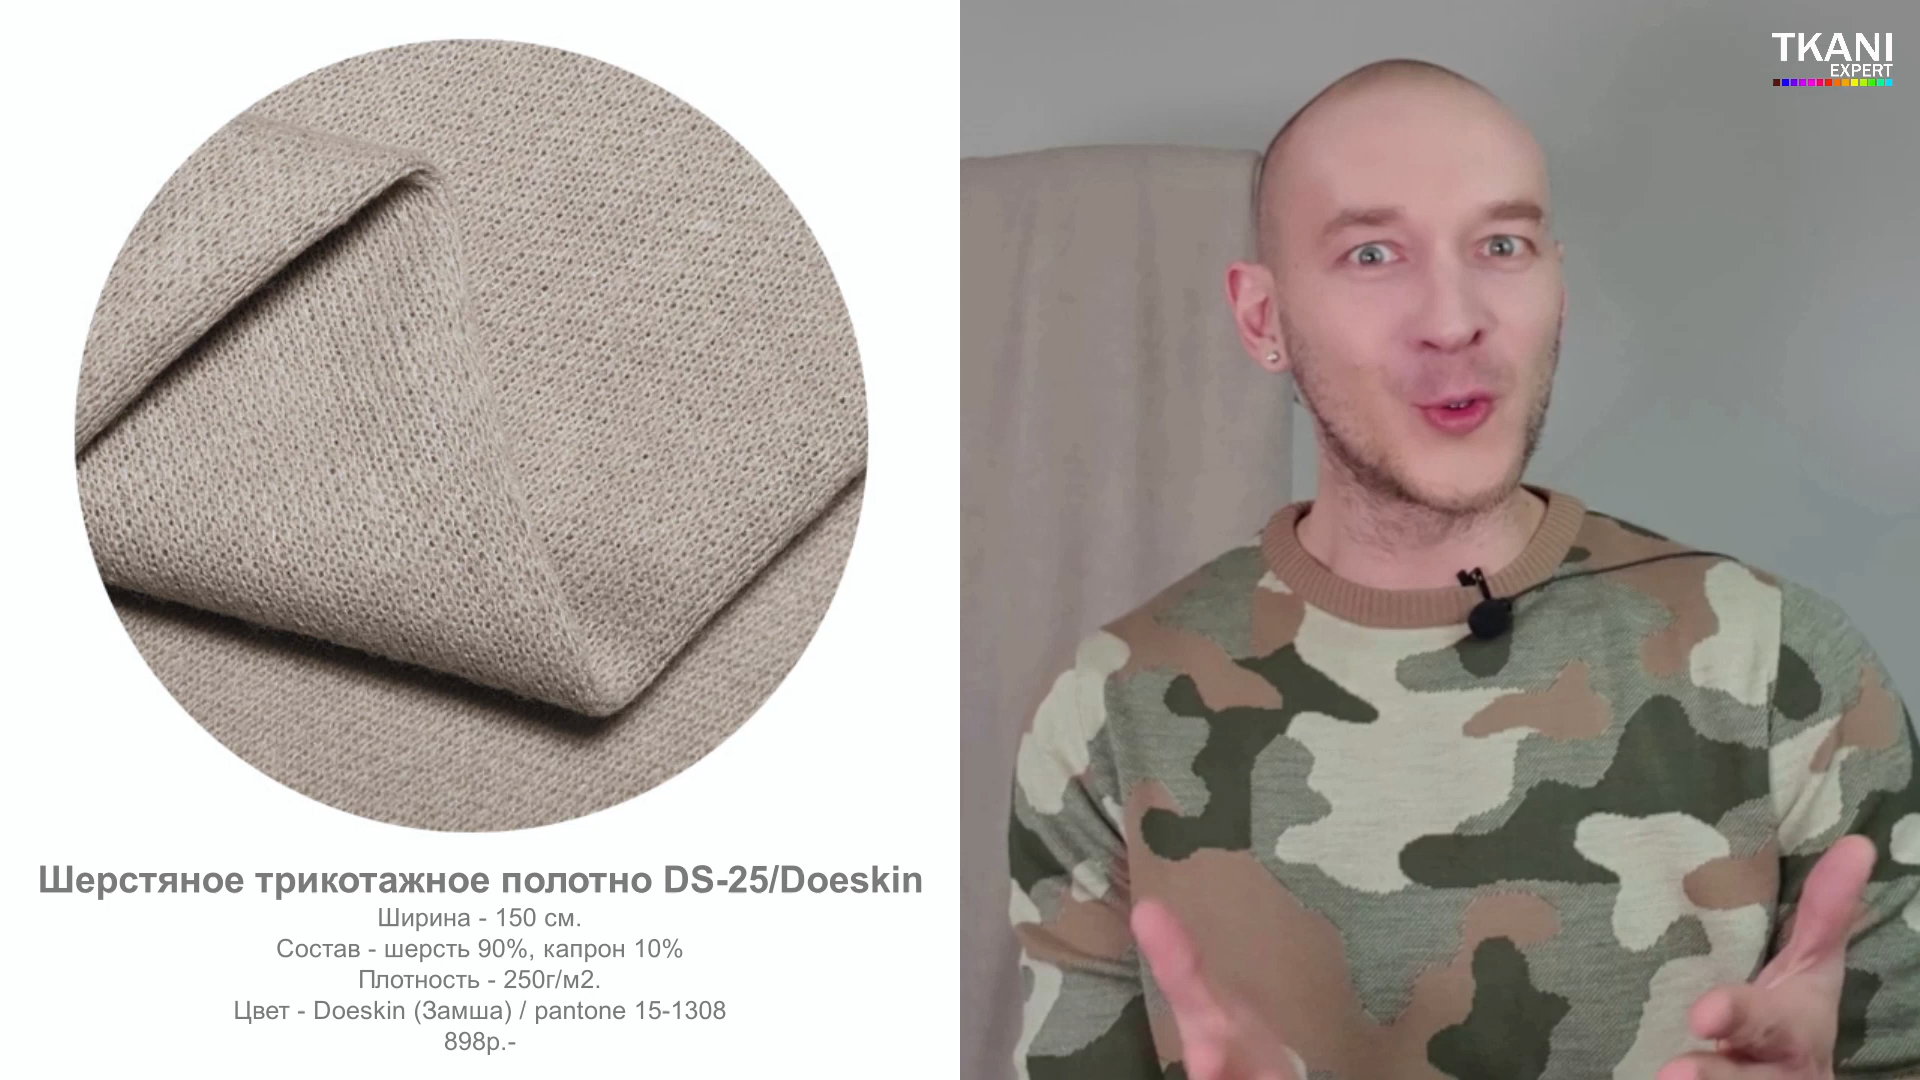 Шерстяное трикотажное полотно DS-25/Doeskin
Ширина - 150 см.
Состав - шерсть 90%, капрон 10%
Плотность - 250г/м2.
Цвет - Doeskin (Замша) / pantone 15-1308
898р.-
TKANI
EXPERT